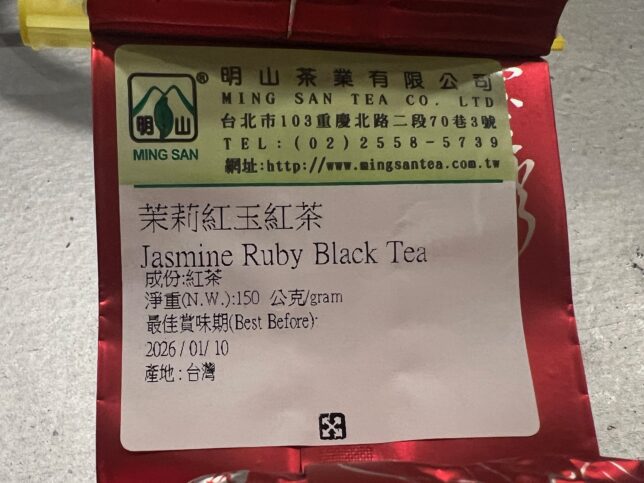 明山茶業有限公司
MING SAN TEA CO. LTD
台北市103重慶北路二段70巷3號
TEL:(02)2558-5739
網址:http://www.mingsantea.com.tw
明山
MING SAN
茉莉紅玉紅茶
Jasmine Ruby Black Tea
成份:紅茶
淨重(N.W.):150 公克/gram
最佳賞味期(Best Before):
2026/01/10
產地:台灣